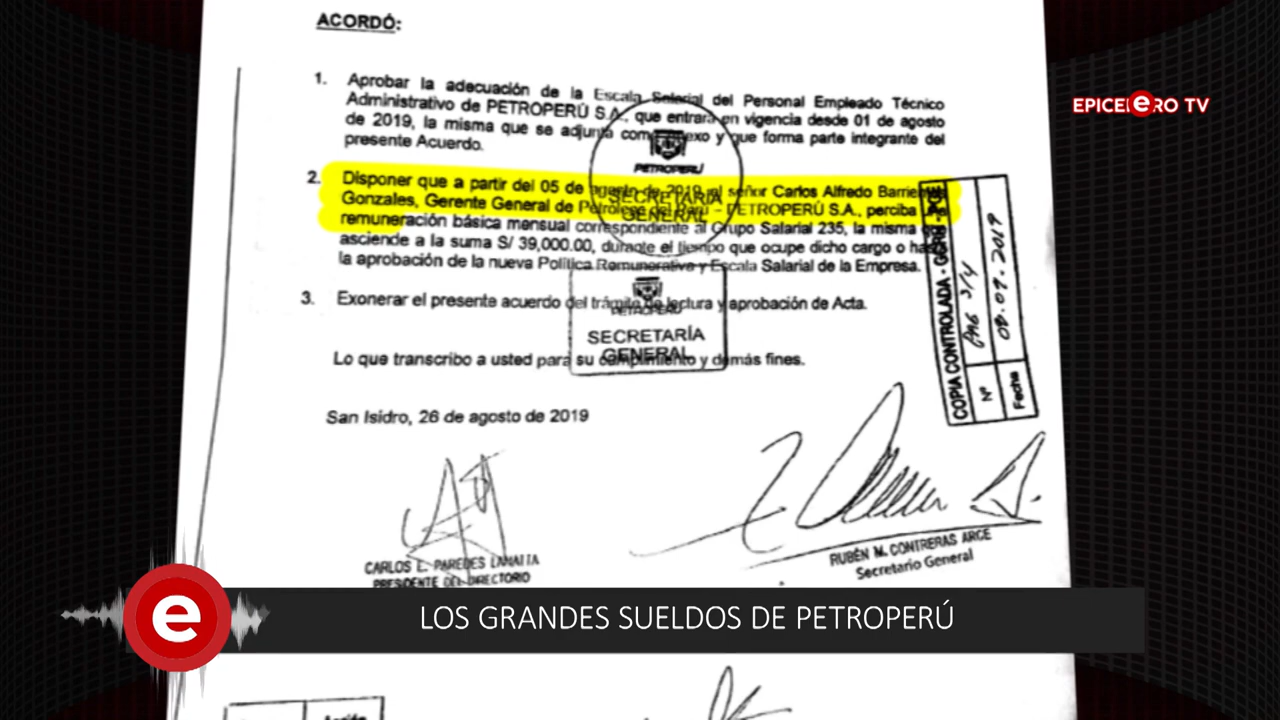 ACORDÓ:
EPICENTRO TV
1. Aprobar la adecuación de la Escala Salarial del Personal Empleado Técnico
Administrativo de PETROPERÚ S.A., que entrará en vigencia desde 01 de agosto
de 2019, la misma que se adjunta como anexo y que forma parte integrante del
presente Acuerdo.
2. Disponer que a partir del 05 de agosto de 2019, el señor Carlos Alfredo Barrientos
Gonzales, Gerente General de Petróleos del Perú - PETROPERÚ S.A., perciba una
remuneración básica mensual correspondiente al Grupo Salarial 235, la misma que
asciende a la suma S/ 39,000.00, durante el tiempo que ocupe dicho cargo o hasta
la aprobación de la nueva Política Remunerativa y Escala Salarial de la Empresa.
3. Exonerar el presente acuerdo del trámite de lectura y aprobación de Acta.
Lo que transcribo a usted para su cumplimiento y demás fines.
San Isidro, 26 de agosto de 2019
PETROPERÚ
SECRETARÍA
GENERAL
PETROPERÚ
SECRETARÍA
GENERAL
COPIA CONTROLADA -
Nº 3/4
Fecha 08.09.2019
CARLOS E. PAREDES LANATTA
PRESIDENTE DEL DIRECTORIO
RUBÉN M. CONTRERAS ARCE
Secretario General
e
LOS GRANDES SUELDOS DE PETROPERÚ